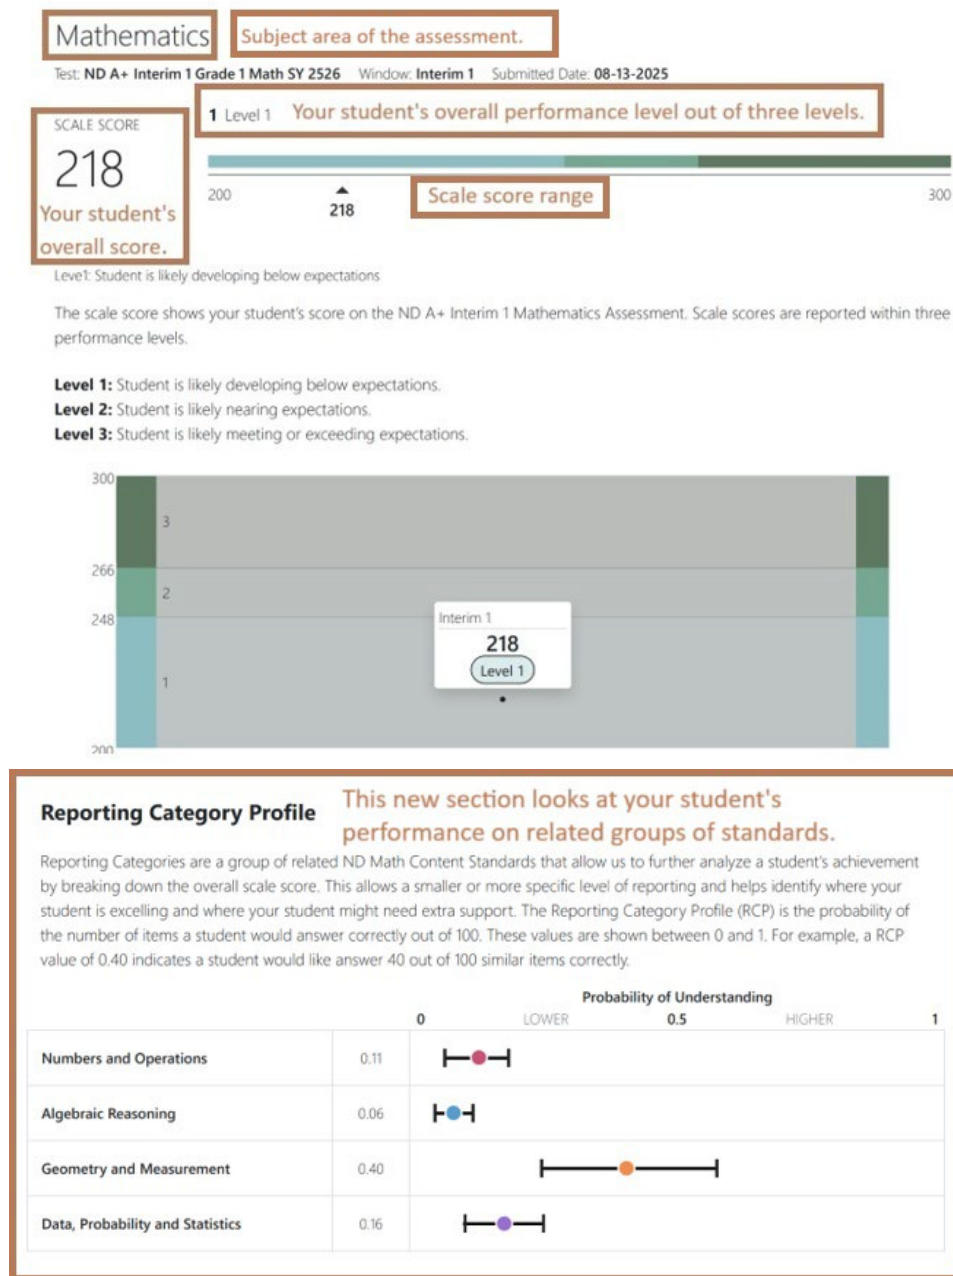 Mathematics
Subject area of the assessment.
Test: ND A+ Interim 1 Grade 1 Math SY 2526 Window: Interim 1 Submitted Date: 08-13-2025
SCALE SCORE
218
Your student's
overall score.
1 Level 1 Your student's overall performance level out of three levels.
200
218
Scale score range
300
Level1: Student is likely developing below expectations
The scale score shows your student's score on the ND A+ Interim 1 Mathematics Assessment. Scale scores are reported within three
performance levels.
Level 1: Student is likely developing below expectations.
Level 2: Student is likely nearing expectations.
Level 3: Student is likely meeting or exceeding expectations.
300
3
266
2
248
Interim 1
218
Level 1
1
200
Reporting Category Profile
This new section looks at your student's
performance on related groups of standards.
Reporting Categories are a group of related ND Math Content Standards that allow us to further analyze a student's achievement
by breaking down the overall scale score. This allows a smaller or more specific level of reporting and helps identify where your
student is excelling and where your student might need extra support. The Reporting Category Profile (RCP) is the probability of
the number of items a student would answer correctly out of 100. These values are shown between 0 and 1. For example, a RCP
value of 0.40 indicates a student would like answer 40 out of 100 similar items correctly.
Probability of Understanding
0 LOWER 0.5 HIGHER 1
Numbers and Operations 0.11
Algebraic Reasoning 0.06
Geometry and Measurement 0.40
Data, Probability and Statistics 0.16